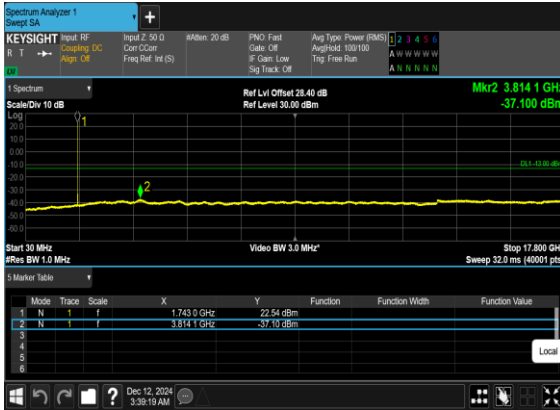 Spectrum Analyzer 1
Swept SA
+
KEYSIGHT Input: RF Input Z: 50 Ω #Atten: 20 dB PNO: Fast Avg Type: Power (RMS) 1 2 3 4 5 6
R T Coupling: DC Corr CCorr Gate: Off Avg|Hold: 100/100 A W W W W W
Align: Off Freq Ref: Int (S) IF Gain: Low Trig: Free Run
Sig Track: Off A N N N N N
1 Spectrum
Scale/Div 10 dB
Ref Lvl Offset 28.40 dB
Ref Level 30.00 dBm
Mkr2 3.814 1 GHz
-37.100 dBm
Log
20.0
10.0
0.00
-10.0
-20.0
-30.0
-40.0
-50.0
-60.0
1
2
DL1 -13.00 dBm
Start 30 MHz Video BW 3.0 MHz* Stop 17.800 GHz
#Res BW 1.0 MHz Sweep 32.0 ms (40001 pts)
5 Marker Table
Mode Trace Scale X Y Function Function Width Function Value
1 N 1 f 1.743 0 GHz 22.54 dBm
2 N 1 f 3.814 1 GHz -37.10 dBm
3
4
5
6
Local
?
Dec 12, 2024
3:39:19 AM